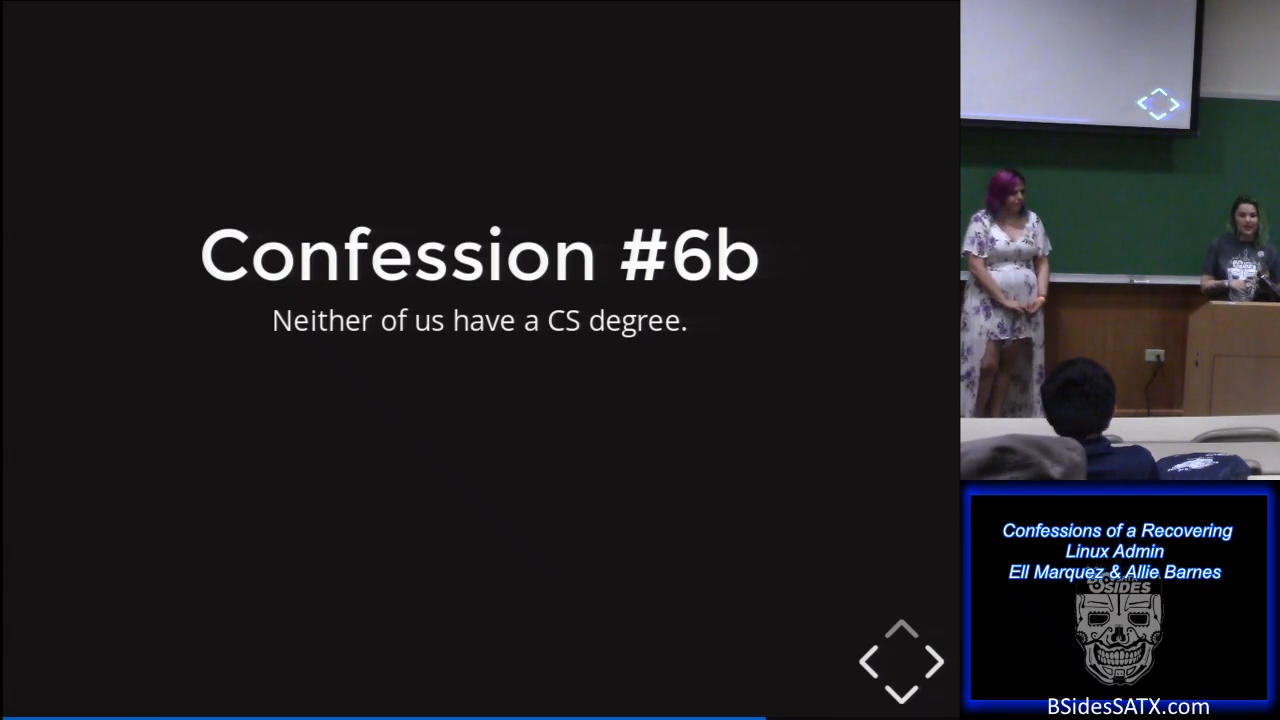 Confession #6b
Neither of us have a CS degree.
Confessions of a Recovering
Linux Admin
Ell Marquez & Allie Barnes
BSIDES
BSidesSATX.com